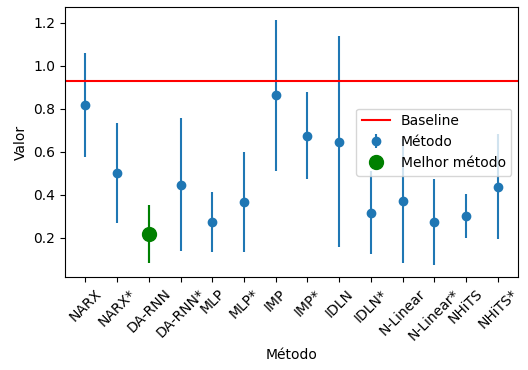 1.2
1.0
0.8
0.6
0.4
0.2
Valor
Baseline
Método
Melhor método
NARX
NARX*
DA-RNN
DA-RNN*
MLP
MLP*
IMP
IMP*
IDLN
IDLN*
N-Linear
N-Linear*
NHiTS
NHiTS*
Método